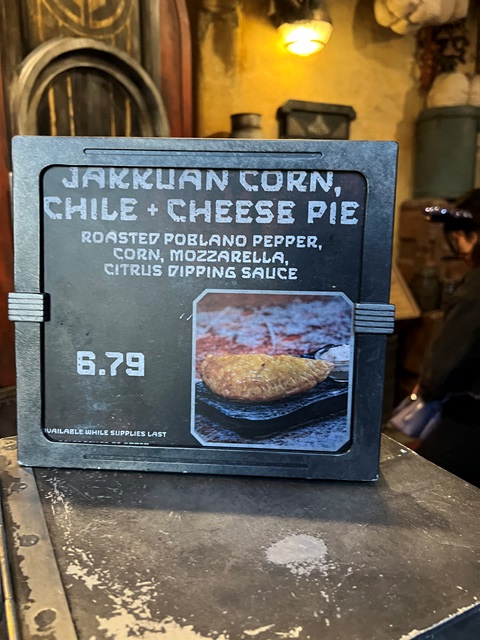 JAKKUAN CORN,
CHILE + CHEESE PIE
ROASTED POBLANO PEPPER,
CORN, MOZZARELLA,
CITRUS DIPPING SAUCE
6.79
AVAILABLE WHILE SUPPLIES LAST